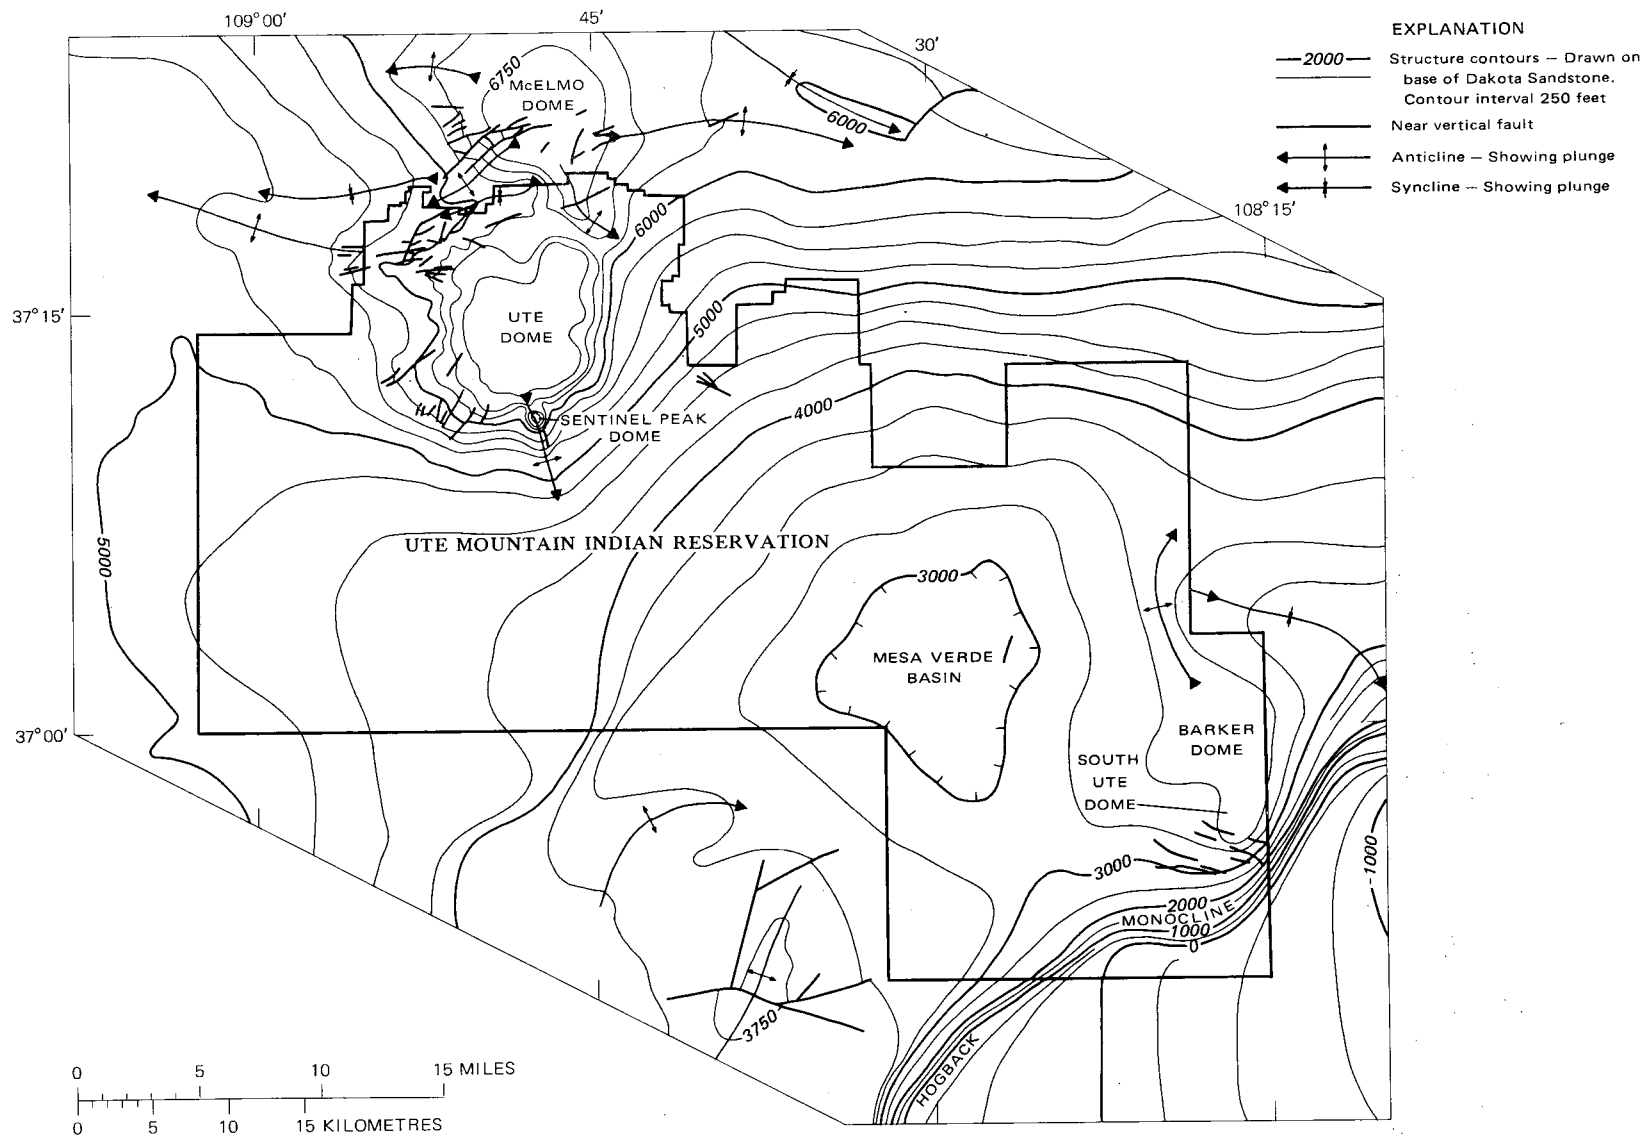 109° 00′
45′
30′
EXPLANATION
2000
Structure contours – Drawn on
base of Dakota Sandstone.
Contour interval 250 feet
Near vertical fault
Anticline – Showing plunge
Syncline – Showing plunge
6750
McELMO
DOME
6000
108° 15′
6000
37° 15′
UTE
DOME
5000
4000
SENTINEL PEAK
DOME
5000
UTE MOUNTAIN INDIAN RESERVATION
3000
MESA VERDE
BASIN
37° 00′
BARKER
DOME
SOUTH
UTE
DOME
3000
-1000
2000
MONOCLINE
1000
0
3750
HOGBACK
0 5 10 15 MILES
0 5 10 15 KILOMETRES